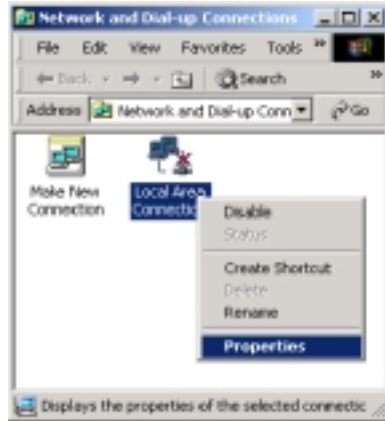 Network and Dial-up Connections
File Edit View Favorites Tools »
Back Search »
Address Network and Dial-up Conn Go
Make New Connection
Local Area Connectio
Disable
Status
Create Shortcut
Delete
Rename
Properties
Displays the properties of the selected connectic